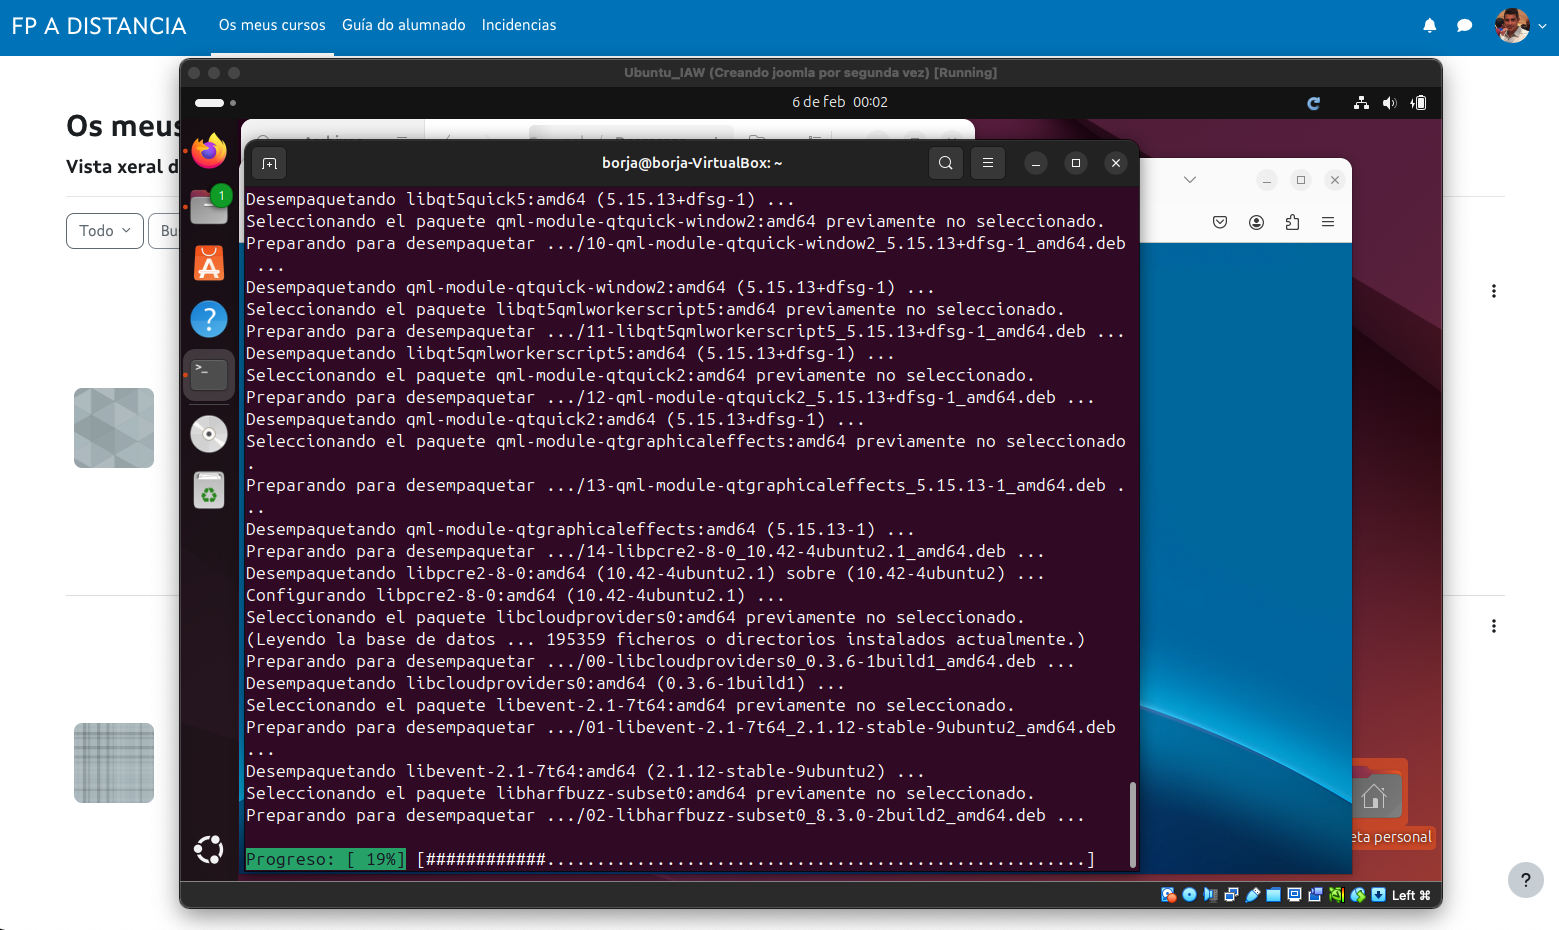 FP A DISTANCIA
Os meus cursos
Guía do alumnado
Incidencias
Os meus
Vista xeral d
Todo
Bu
Ubuntu_IAW (Creando joomla por segunda vez) [Running]
6 de feb 00:02
1
borja@borja-VirtualBox: ~
Desempaquetando libqt5quick5:amd64 (5.15.13+dfsg-1) ...
Seleccionando el paquete qml-module-qtquick-window2:amd64 previamente no seleccionado.
Preparando para desempaquetar .../10-qml-module-qtquick-window2_5.15.13+dfsg-1_amd64.deb
...
Desempaquetando qml-module-qtquick-window2:amd64 (5.15.13+dfsg-1) ...
Seleccionando el paquete libqt5qmlworkerscript5:amd64 previamente no seleccionado.
Preparando para desempaquetar .../11-libqt5qmlworkerscript5_5.15.13+dfsg-1_amd64.deb ...
Desempaquetando libqt5qmlworkerscript5:amd64 (5.15.13+dfsg-1) ...
Seleccionando el paquete qml-module-qtquick2:amd64 previamente no seleccionado.
Preparando para desempaquetar .../12-qml-module-qtquick2_5.15.13+dfsg-1_amd64.deb ...
Desempaquetando qml-module-qtquick2:amd64 (5.15.13+dfsg-1) ...
Seleccionando el paquete qml-module-qtgraphicaleffects:amd64 previamente no seleccionado
.
Preparando para desempaquetar .../13-qml-module-qtgraphicaleffects_5.15.13-1_amd64.deb .
..
Desempaquetando qml-module-qtgraphicaleffects:amd64 (5.15.13-1) ...
Preparando para desempaquetar .../14-libpcre2-8-0_10.42-4ubuntu2.1_amd64.deb ...
Desempaquetando libpcre2-8-0:amd64 (10.42-4ubuntu2.1) sobre (10.42-4ubuntu2) ...
Configurando libpcre2-8-0:amd64 (10.42-4ubuntu2.1) ...
Seleccionando el paquete libcloudproviders0:amd64 previamente no seleccionado.
(Leyendo la base de datos ... 195359 ficheros o directorios instalados actualmente.)
Preparando para desempaquetar .../00-libcloudproviders0_0.3.6-1build1_amd64.deb ...
Desempaquetando libcloudproviders0:amd64 (0.3.6-1build1) ...
Seleccionando el paquete libevent-2.1-7t64:amd64 previamente no seleccionado.
Preparando para desempaquetar .../01-libevent-2.1-7t64_2.1.12-stable-9ubuntu2_amd64.deb
...
Desempaquetando libevent-2.1-7t64:amd64 (2.1.12-stable-9ubuntu2) ...
Seleccionando el paquete libharfbuzz-subset0:amd64 previamente no seleccionado.
Preparando para desempaquetar .../02-libharfbuzz-subset0_8.3.0-2build2_amd64.deb ...
Progreso: [ 19%] [############......................................................]
eta personal
Left ⌘
?